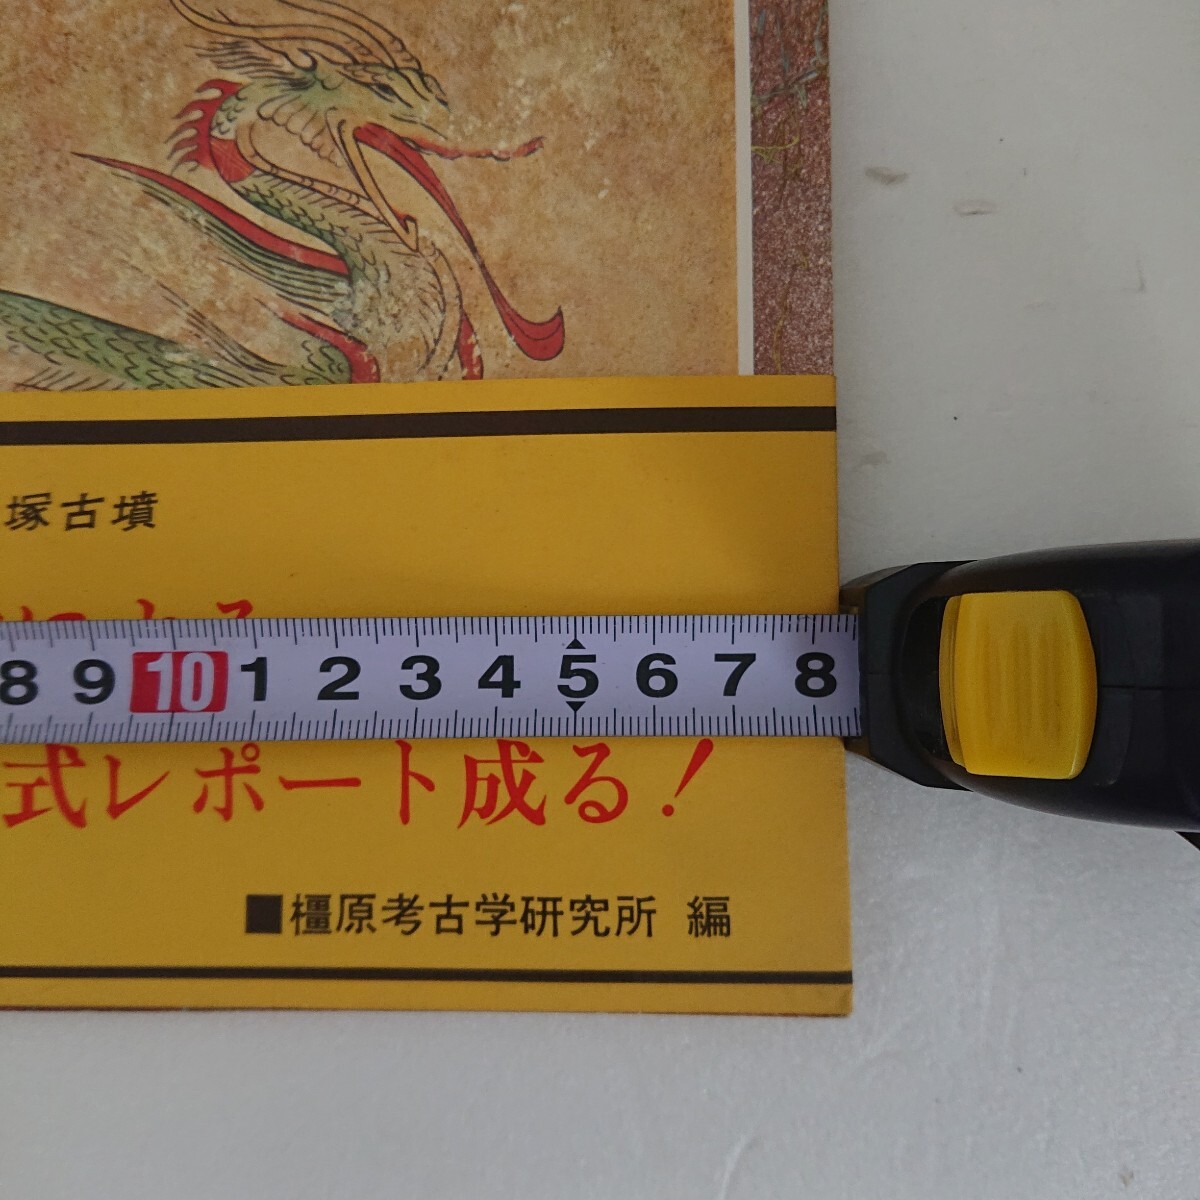 塚古墳
8 9 10 1 2 3 4 5 6 7 8
式レポート成る!
■橿原考古学研究所 編